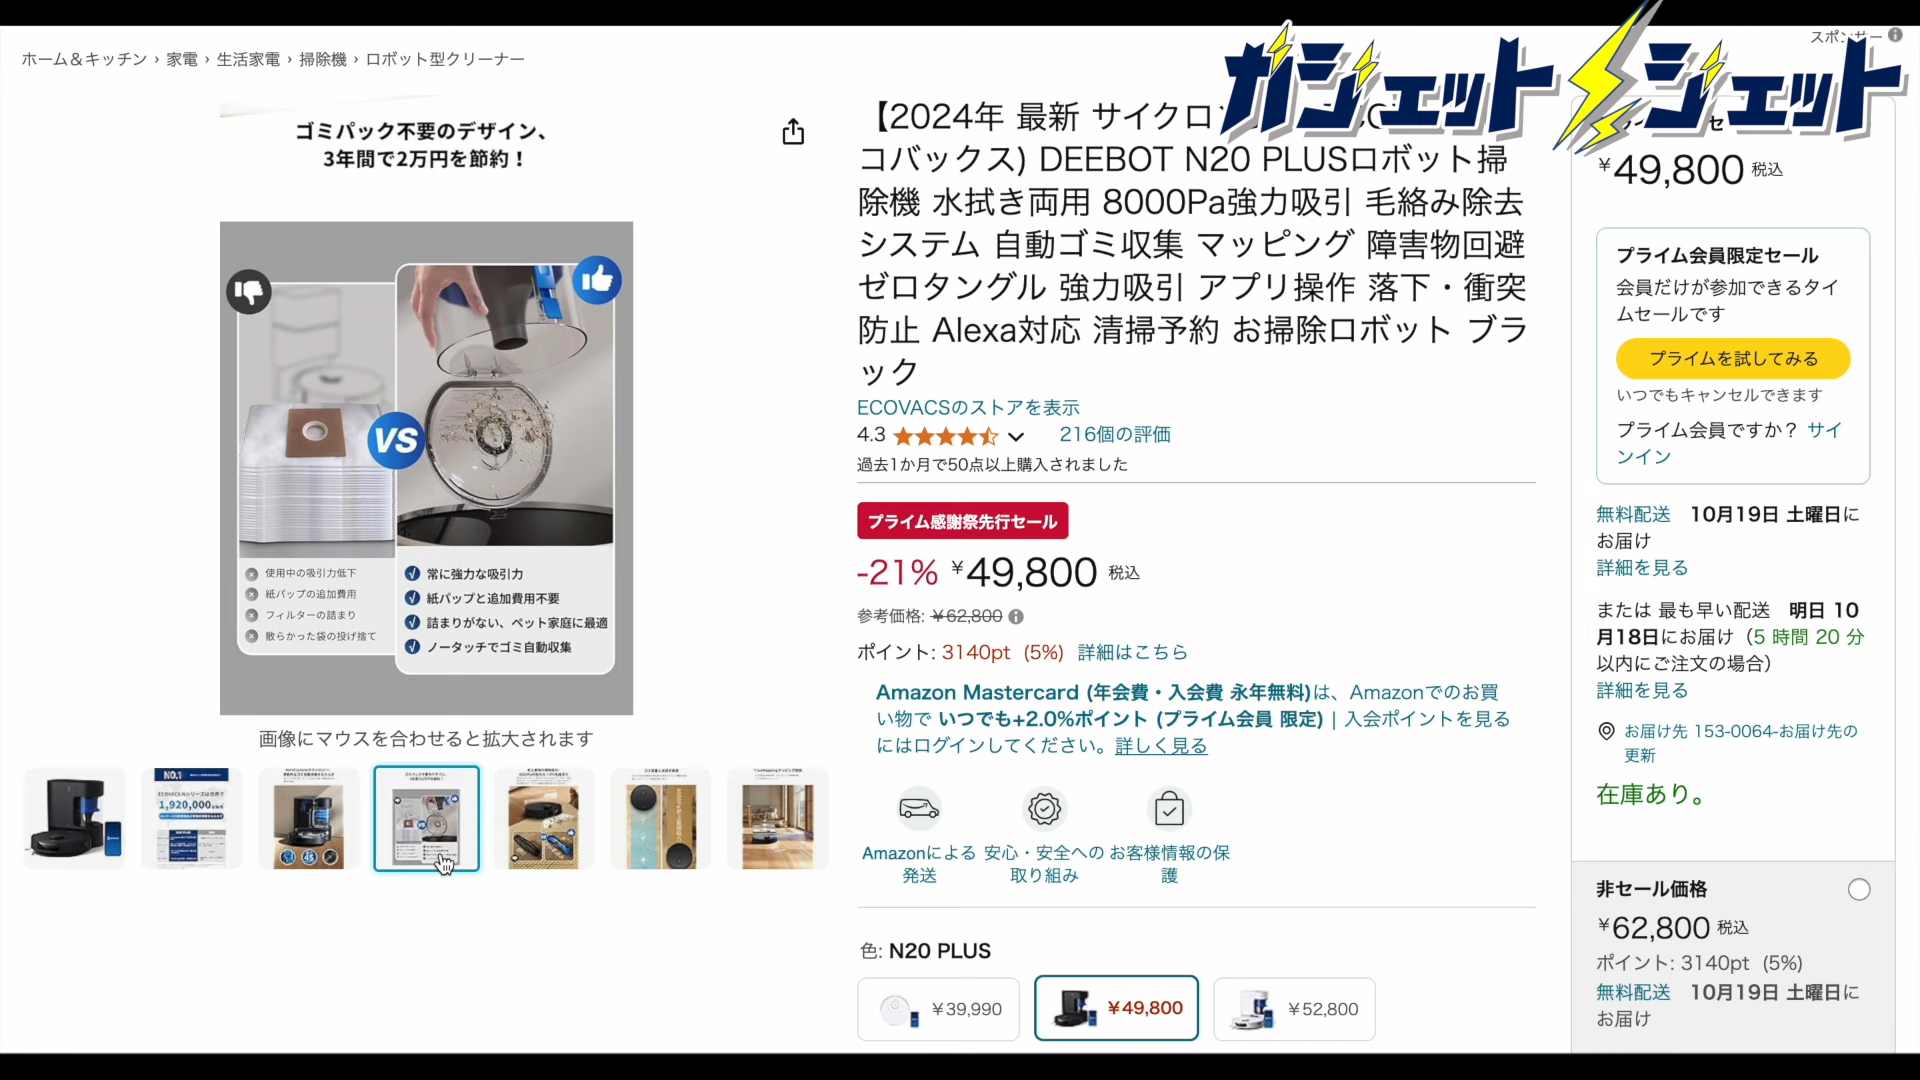 ガジェットジェット
スポンサー
ホーム&キッチン › 家電 › 生活家電 › 掃除機 › ロボット型クリーナー
ゴミパック不要のデザイン、
3年間で2万円を節約！
VS
使用中の吸引力低下
紙パックの追加費用
フィルターの詰まり
散らかった袋の投げ捨て
常に強力な吸引力
紙パックと追加費用不要
詰まりがない、ペット家庭に最適
ノータッチでゴミ自動収集
画像にマウスを合わせると拡大されます
NO.1
ECOVACS Nシリーズは世界で
1,920,000
【2024年 最新 サイクロ
コバックス) DEEBOT N20 PLUSロボット掃
除機 水拭き両用 8000Pa強力吸引 毛絡み除去
システム 自動ゴミ収集 マッピング 障害物回避
ゼロタングル 強力吸引 アプリ操作 落下・衝突
防止 Alexa対応 清掃予約 お掃除ロボット ブラ
ック
ECOVACSのストアを表示
4.3 216個の評価
過去1か月で50点以上購入されました
プライム感謝祭先行セール
-21% ¥49,800 税込
参考価格: ¥62,800
ポイント: 3140pt (5%) 詳細はこちら
Amazon Mastercard (年会費・入会費 永年無料)は、Amazonでのお買
い物で いつでも+2.0%ポイント (プライム会員 限定) | 入会ポイントを見る
にはログインしてください。詳しく見る
Amazonによる
発送
安心・安全への
取り組み
お客様情報の保
護
色: N20 PLUS
¥39,990
¥49,800
¥52,800
¥49,800 税込
プライム会員限定セール
会員だけが参加できるタイ
ムセールです
プライムを試してみる
いつでもキャンセルできます
プライム会員ですか？ サイ
ンイン
無料配送 10月19日 土曜日に
お届け
詳細を見る
または 最も早い配送 明日 10
月18日にお届け（5 時間 20 分
以内にご注文の場合）
詳細を見る
お届け先 153-0064-お届け先の
更新
在庫あり。
非セール価格
¥62,800 税込
ポイント: 3140pt (5%)
無料配送 10月19日 土曜日に
お届け